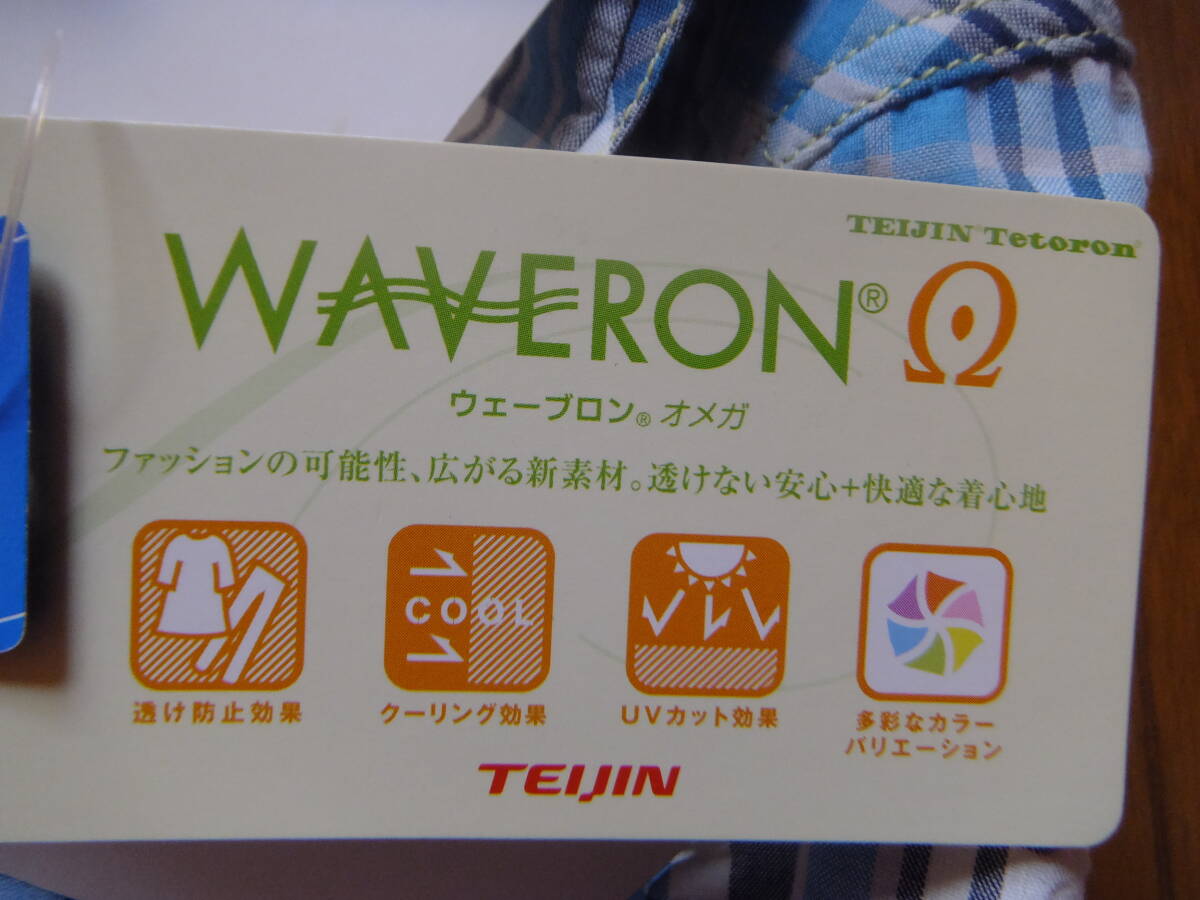 TEIJIN Tetoron®
WAVERON® Ω
ウェーブロン® オメガ
ファッションの可能性、広がる新素材。透けない安心+快適な着心地
COOL
透け防止効果
クーリング効果
UVカット効果
多彩なカラー
バリエーション
TEIJIN